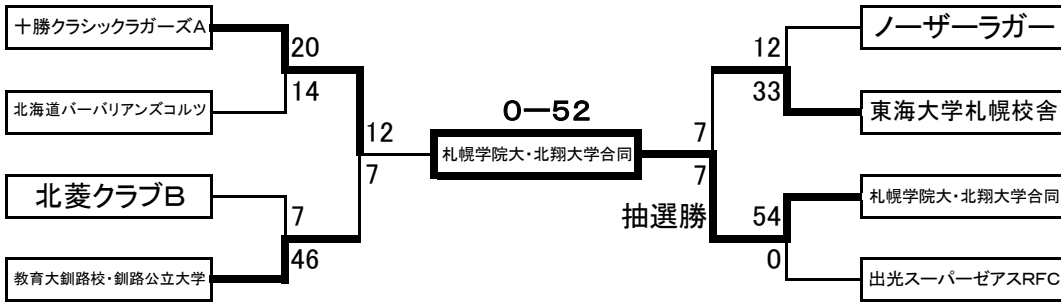 十勝クラシックラガーズA
20
14
北海道バーバリアンズコルツ
12
7
北菱クラブB
7
46
教育大釧路校・釧路公立大学
0ー52
札幌学院大・北翔大学合同
ノーザーラガー
12
33
東海大学札幌校舎
7
7
抽選勝
札幌学院大・北翔大学合同
54
0
出光スーパーゼアスRFC